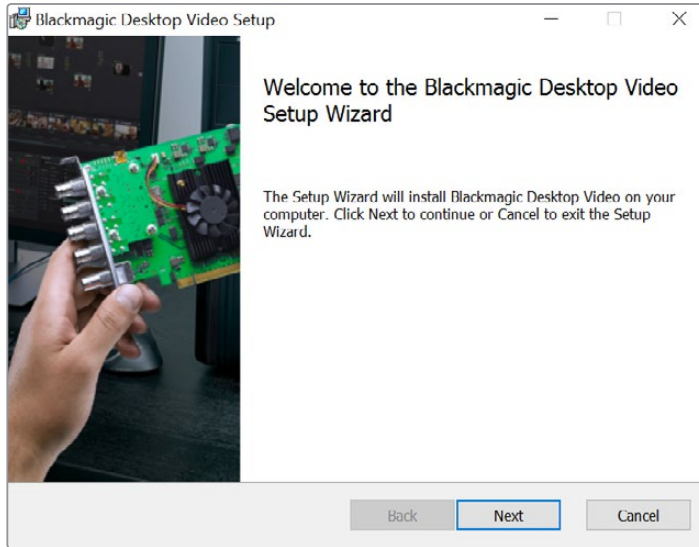 Blackmagic Desktop Video Setup
Welcome to the Blackmagic Desktop Video
Setup Wizard
The Setup Wizard will install Blackmagic Desktop Video on your
computer. Click Next to continue or Cancel to exit the Setup
Wizard.
Back
Next
Cancel